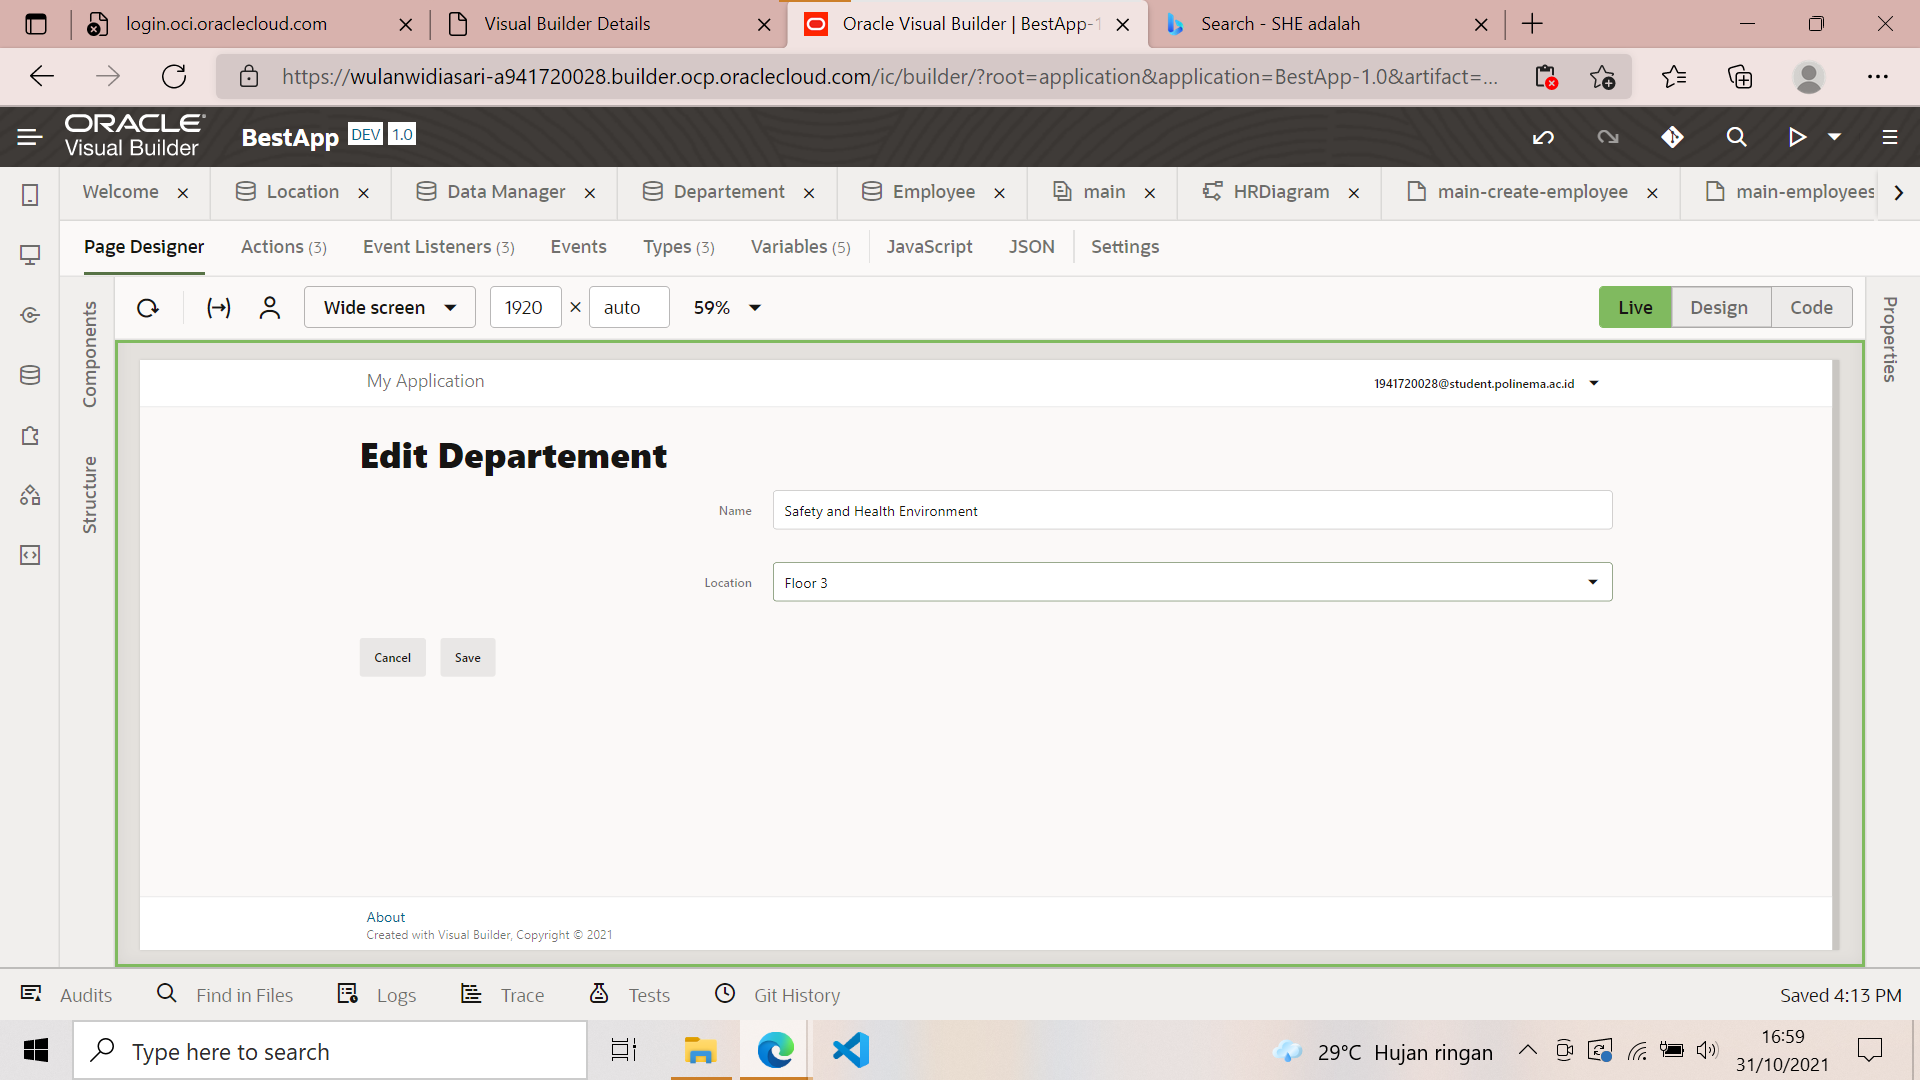 login.oci.oraclecloud.com
Visual Builder Details
Oracle Visual Builder | BestApp-1
Search - SHE adalah
https://wulanwidiasari-a941720028.builder.ocp.oraclecloud.com/ic/builder/?root=application&application=BestApp-1.0&artifact=...
ORACLE
Visual Builder
BestApp DEV 1.0
Welcome
Location
Data Manager
Departement
Employee
main
HRDiagram
main-create-employee
main-employees
Page Designer
Actions (3)
Event Listeners (3)
Events
Types (3)
Variables (5)
JavaScript
JSON
Settings
Components
Structure
Wide screen
1920 × auto
59%
Live
Design
Code
Properties
My Application
1941720028@student.polinema.ac.id
Edit Departement
Name
Safety and Health Environment
Location
Floor 3
Cancel
Save
About
Created with Visual Builder, Copyright © 2021
Audits
Find in Files
Logs
Trace
Tests
Git History
Saved 4:13 PM
Type here to search
29°C Hujan ringan
16:59
31/10/2021